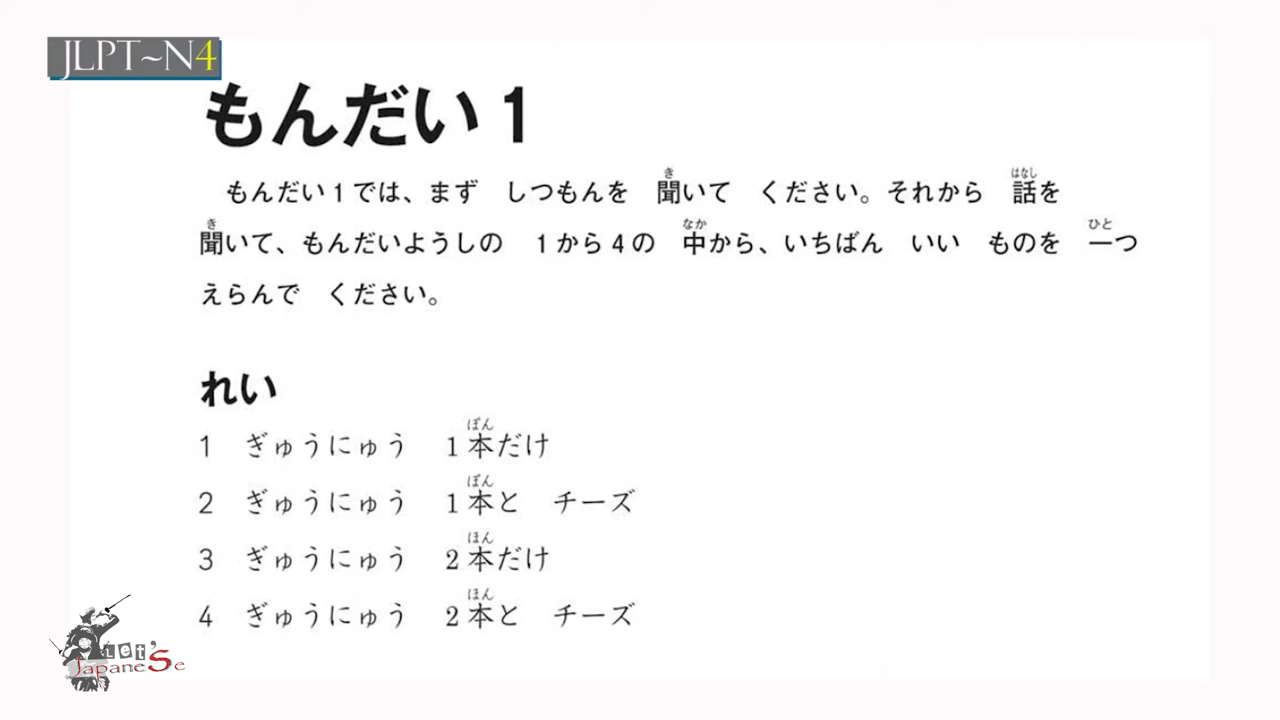 JLPT~N4
もんだい1
もんだい1では、まず しつもんを 聞いて ください。それから 話を
聞いて、もんだいようしの 1から4の 中から、いちばん いい ものを 一つ
えらんで ください。
れい
1 ぎゅうにゅう 1本だけ
2 ぎゅうにゅう 1本と チーズ
3 ぎゅうにゅう 2本だけ
4 ぎゅうにゅう 2本と チーズ
Let's
JapaneSe